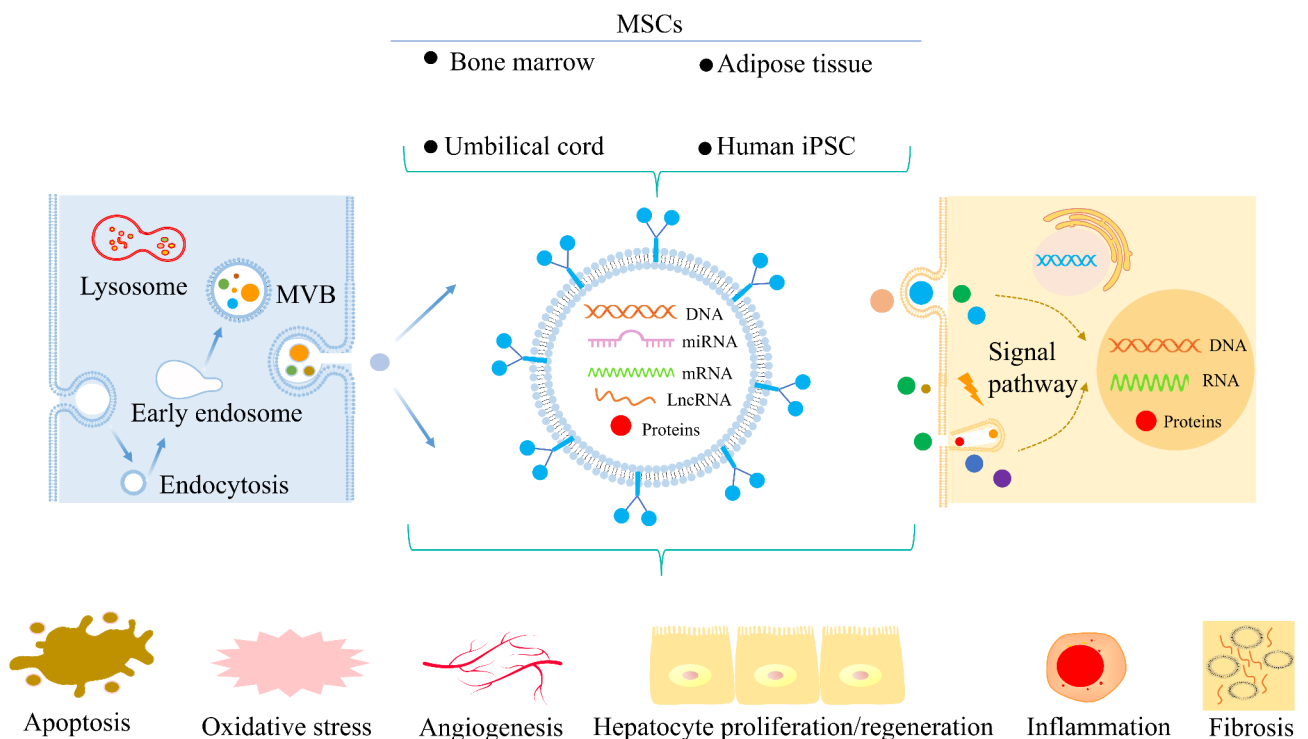 MSCs
Bone marrow
Adipose tissue
Umbilical cord
Human iPSC
Lysosome
MVB
Early endosome
Endocytosis
DNA
miRNA
mRNA
LncRNA
Proteins
Signal
pathway
DNA
RNA
Proteins
Apoptosis
Oxidative stress
Angiogenesis
Hepatocyte proliferation/regeneration
Inflammation
Fibrosis